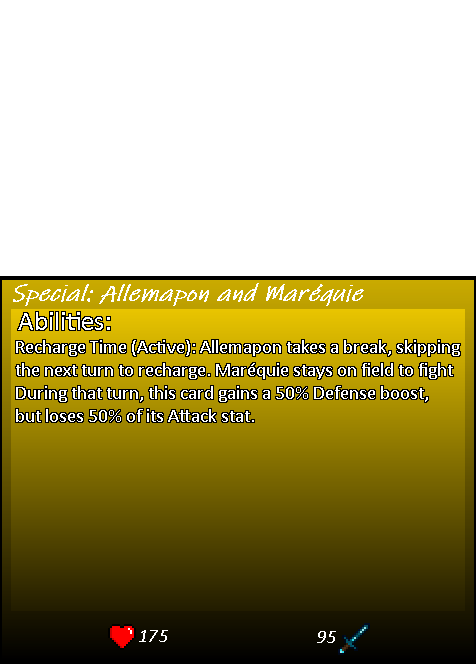 Special: Allemapon and Maréquie
Abilities:
Recharge Time (Active): Allemapon takes a break, skipping
the next turn to recharge. Maréquie stays on field to fight
During that turn, this card gains a 50% Defense boost,
but loses 50% of its Attack stat.
175
95